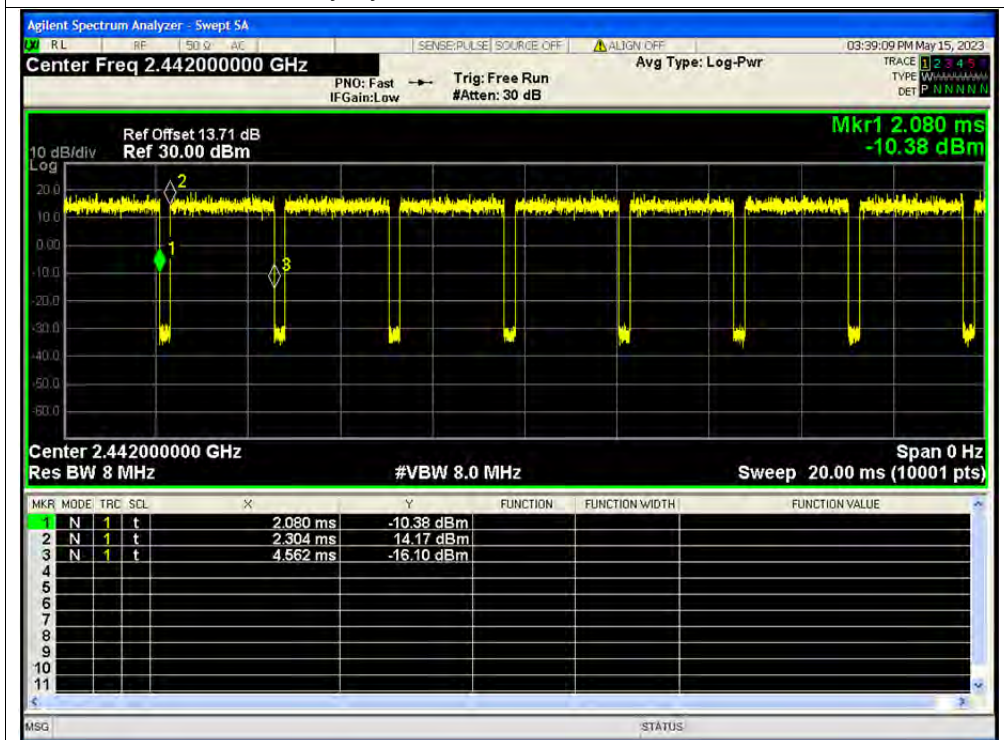 Agilent Spectrum Analyzer - Swept SA
RL RF 50 Ω AC SENSE:PULSE SOURCE OFF ALIGN OFF 03:39:09 PM May 15, 2023
Center Freq 2.442000000 GHz Avg Type: Log-Pwr TRACE 1 2 3 4 5 6
PNO: Fast Trig: Free Run TYPE W
IFGain:Low #Atten: 30 dB DET P N N N N N
Mkr1 2.080 ms
Ref Offset 13.71 dB
10 dB/div Ref 30.00 dBm -10.38 dBm
Log
20.0
10.0
0.00
-10.0
-20.0
-30.0
-40.0
-50.0
-60.0
2
1
3
Center 2.442000000 GHz Span 0 Hz
Res BW 8 MHz #VBW 8.0 MHz Sweep 20.00 ms (10001 pts)
MKR MODE TRC SCL X Y FUNCTION FUNCTION WIDTH FUNCTION VALUE
1 N 1 t 2.080 ms -10.38 dBm
2 N 1 t 2.304 ms 14.17 dBm
3 N 1 t 4.562 ms -16.10 dBm
4
5
6
7
8
9
10
11
MSG STATUS